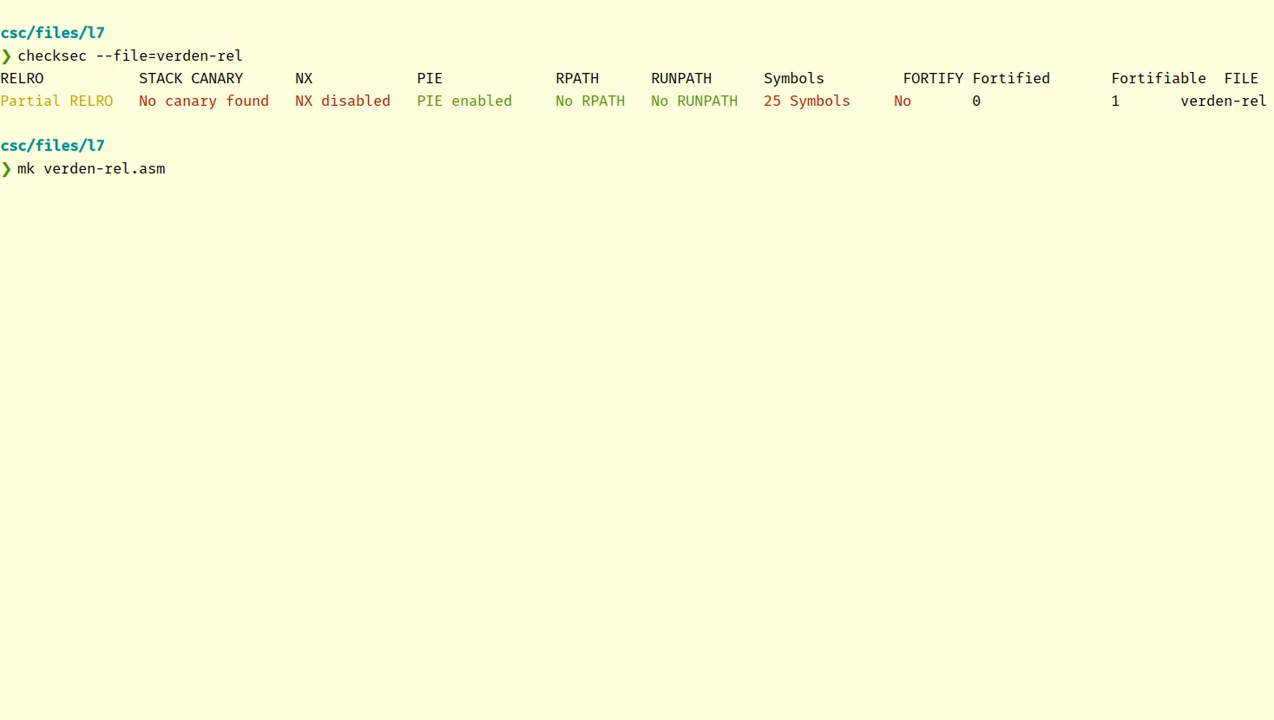 csc/files/l7
❯ checksec --file=verden-rel
RELRO STACK CANARY NX PIE RPATH RUNPATH Symbols FORTIFY Fortified Fortifiable FILE
Partial RELRO No canary found NX disabled PIE enabled No RPATH No RUNPATH 25 Symbols No 0 1 verden-rel
csc/files/l7
❯ mk verden-rel.asm